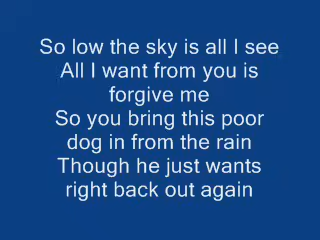 So low the sky is all I see
All I want from you is
forgive me
So you bring this poor
dog in from the rain
Though he just wants
right back out again